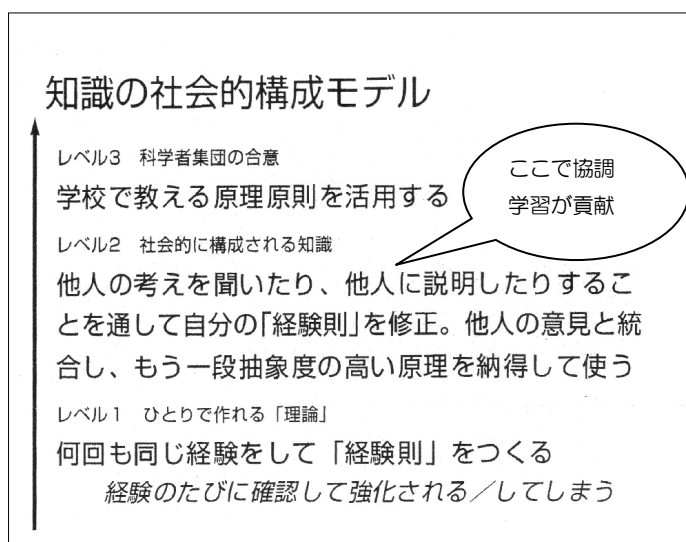 知識の社会的構成モデル
レベル3 科学者集団の合意
学校で教える原理原則を活用する
ここで協調
学習が貢献
レベル2 社会的に構成される知識
他人の考えを聞いたり、他人に説明したりするこ
とを通して自分の「経験則」を修正。他人の意見と統
合し、もう一段抽象度の高い原理を納得して使う
レベル1 ひとりで作れる「理論」
何回も同じ経験をして「経験則」をつくる
経験のたびに確認して強化される／してしまう